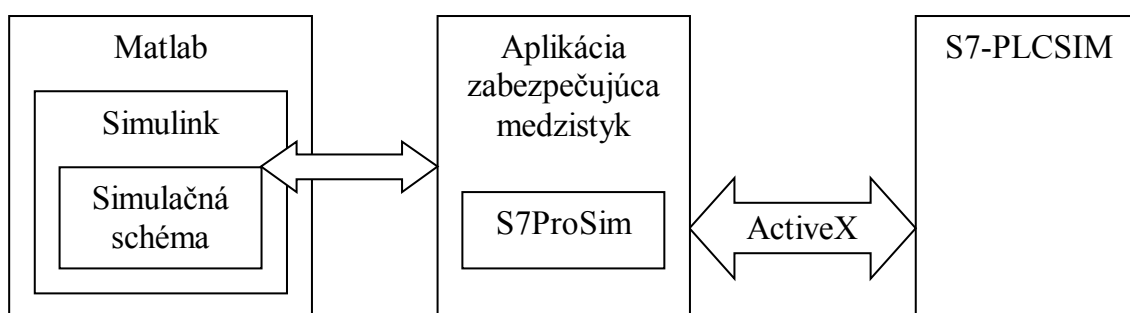 Matlab
Simulink
Simulačná
schéma
Aplikácia
zabezpečujúca
medzistyk
S7ProSim
ActiveX
S7-PLCSIM